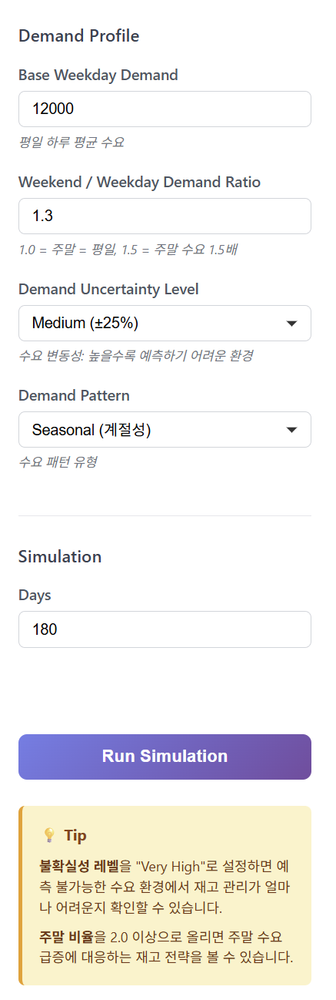 Demand Profile
Base Weekday Demand
12000
평일 하루 평균 수요
Weekend / Weekday Demand Ratio
1.3
1.0 = 주말 = 평일, 1.5 = 주말 수요 1.5배
Demand Uncertainty Level
Medium (±25%)
수요 변동성: 높을수록 예측하기 어려운 환경
Demand Pattern
Seasonal (계절성)
수요 패턴 유형
Simulation
Days
180
Run Simulation
💡 Tip
불확실성 레벨을 "Very High"로 설정하면 예
측 불가능한 수요 환경에서 재고 관리가 얼마
나 어려운지 확인할 수 있습니다.
주말 비율을 2.0 이상으로 올리면 주말 수요
급증에 대응하는 재고 전략을 볼 수 있습니다.